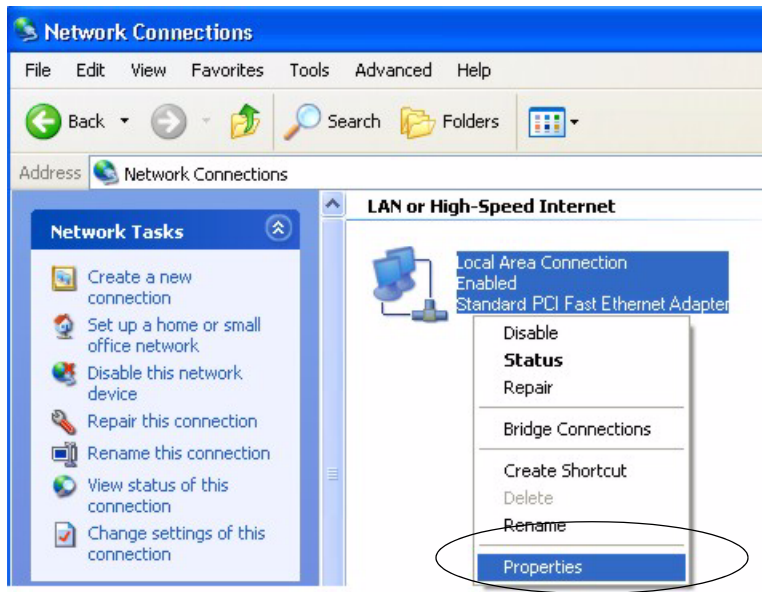 Network Connections
File Edit View Favorites Tools Advanced Help
Back Search Folders
Address Network Connections
Network Tasks
Create a new
connection
Set up a home or small
office network
Disable this network
device
Repair this connection
Rename this connection
View status of this
connection
Change settings of this
connection
LAN or High-Speed Internet
Local Area Connection
Enabled
Standard PCI Fast Ethernet Adapter
Disable
Status
Repair
Bridge Connections
Create Shortcut
Delete
Rename
Properties